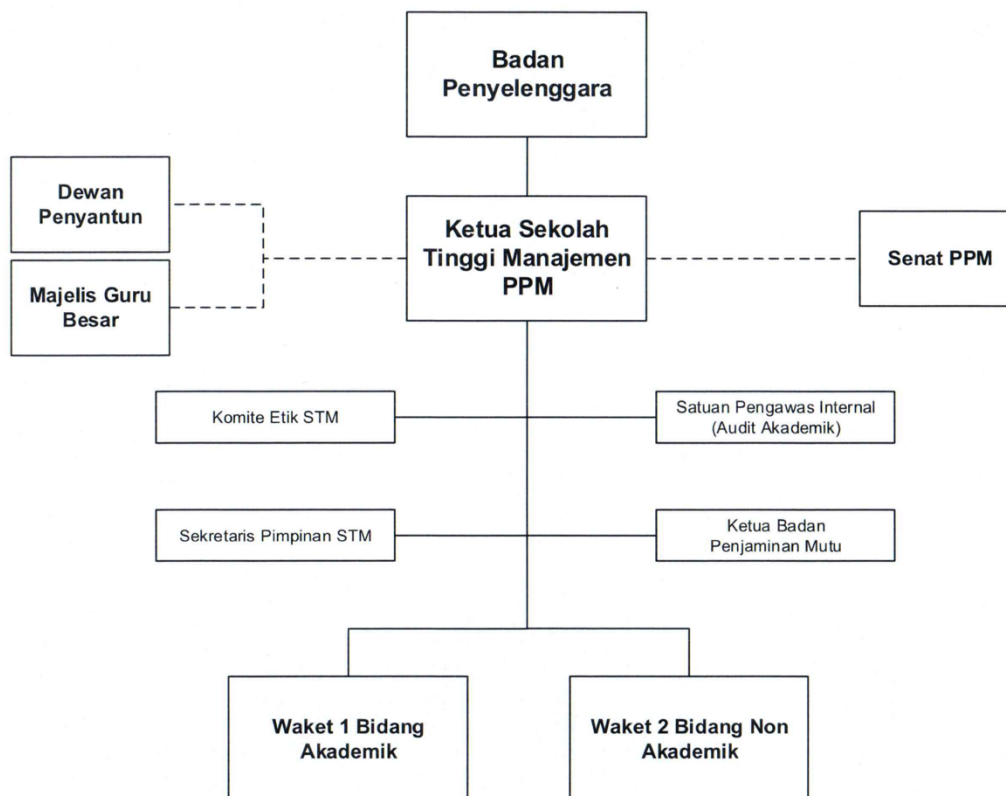 Badan
Penyelenggara
Dewan
Penyantun
Ketua Sekolah
Tinggi Manajemen
PPM
Senat PPM
Majelis Guru
Besar
Komite Etik STM
Satuan Pengawas Internal
(Audit Akademik)
Sekretaris Pimpinan STM
Ketua Badan
Penjaminan Mutu
Waket 1 Bidang
Akademik
Waket 2 Bidang Non
Akademik